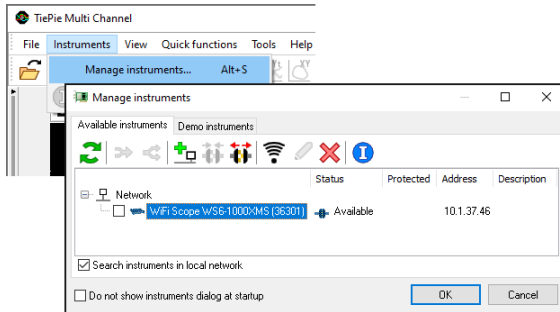 TiePie Multi Channel
File Instruments View Quick functions Tools Help
Manage instruments... Alt+S
Manage instruments
Available instruments Demo instruments
Status Protected Address Description
Network
WiFi Scope WS6-1000XMS (36301) Available 10.1.37.46
Search instruments in local network
Do not show instruments dialog at startup OK Cancel